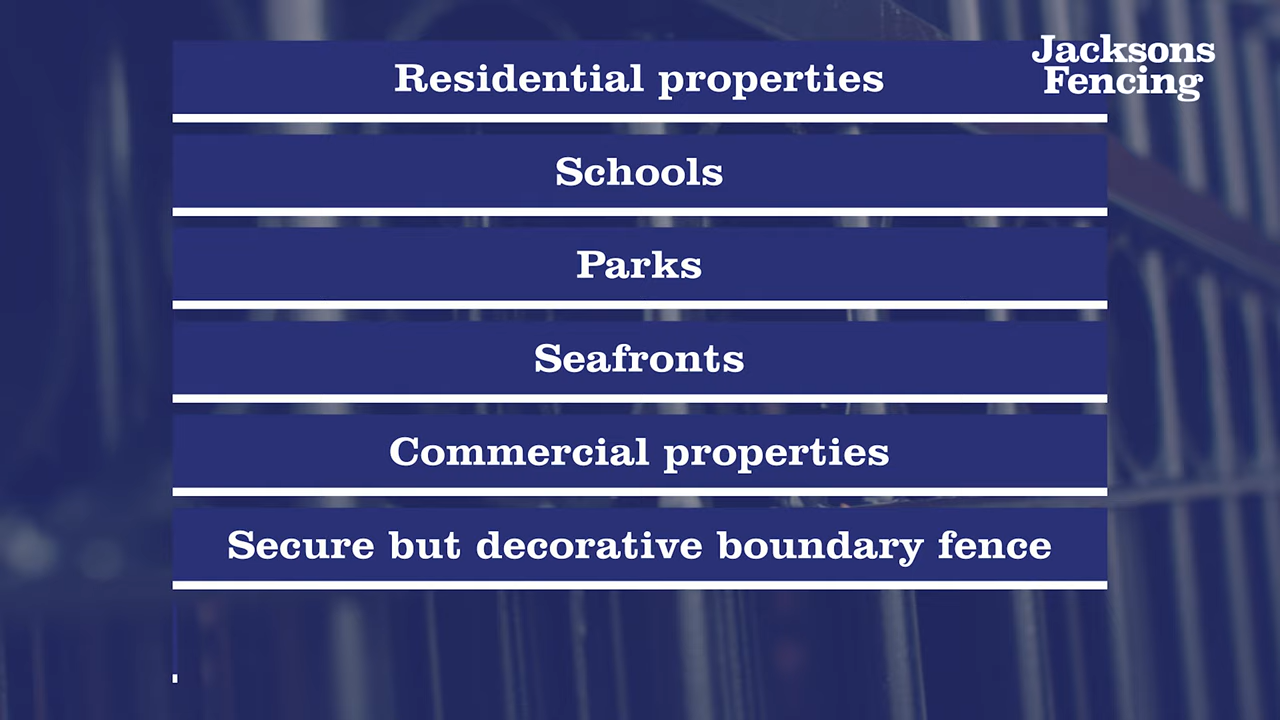 Residential properties
Jacksons
Fencing
Schools
Parks
Seafronts
Commercial properties
Secure but decorative boundary fence